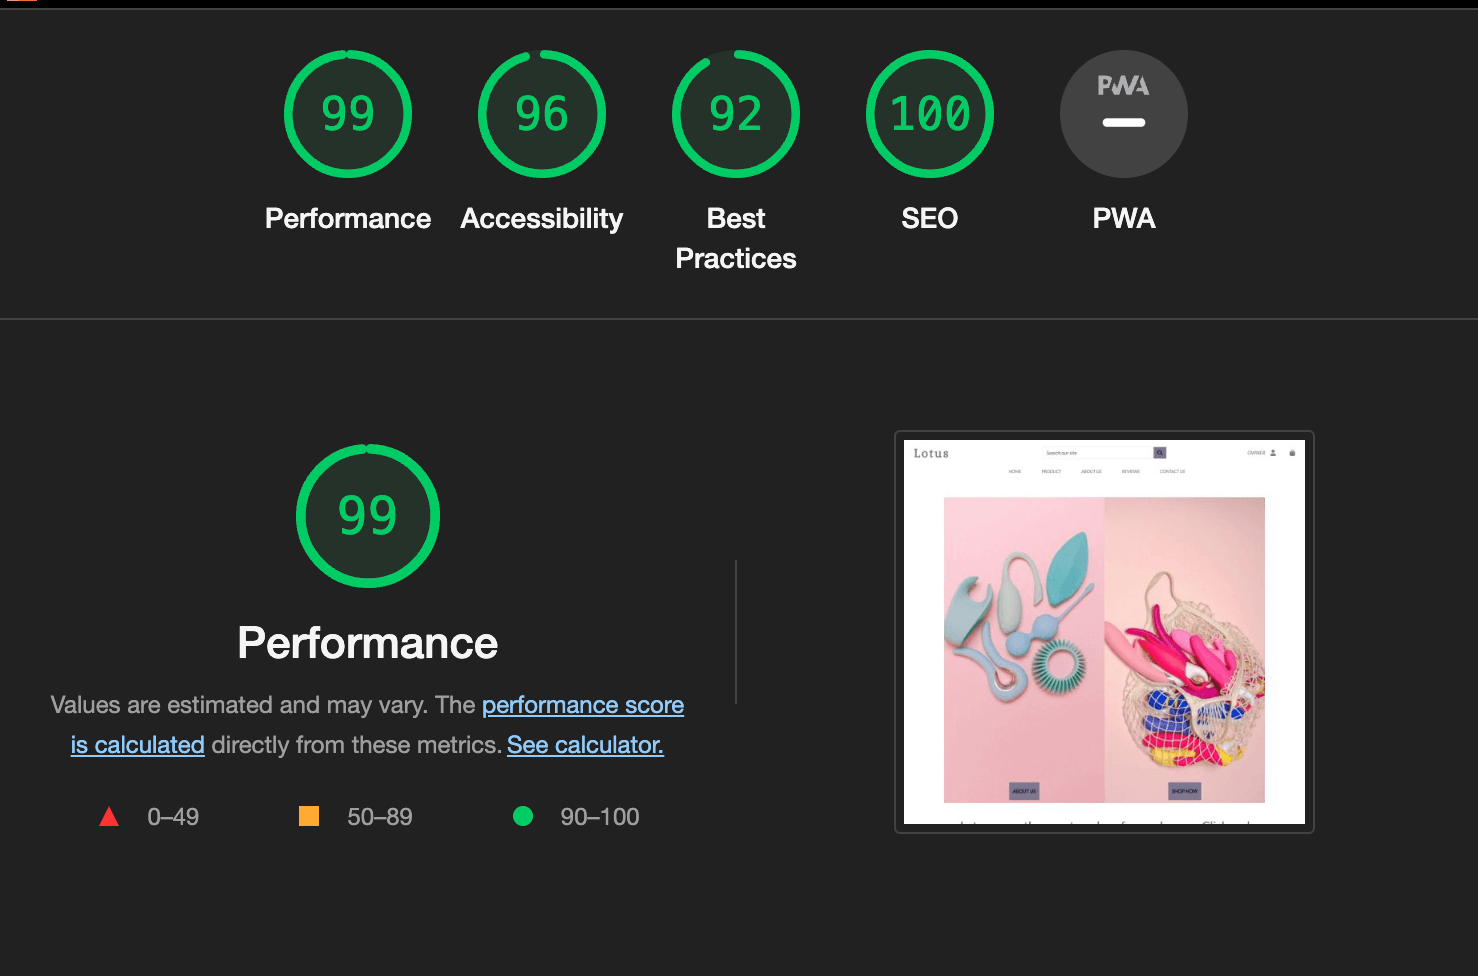 99
96
92
100
PWA
Performance
Accessibility
Best
Practices
SEO
PWA
99
Performance
Values are estimated and may vary. The performance score
is calculated directly from these metrics. See calculator.
0–49
50–89
90–100
Lotus
Search our site
OWNER
HOME
PRODUCT
ABOUT US
REVIEWS
CONTACT US
ABOUT US
SHOP NOW